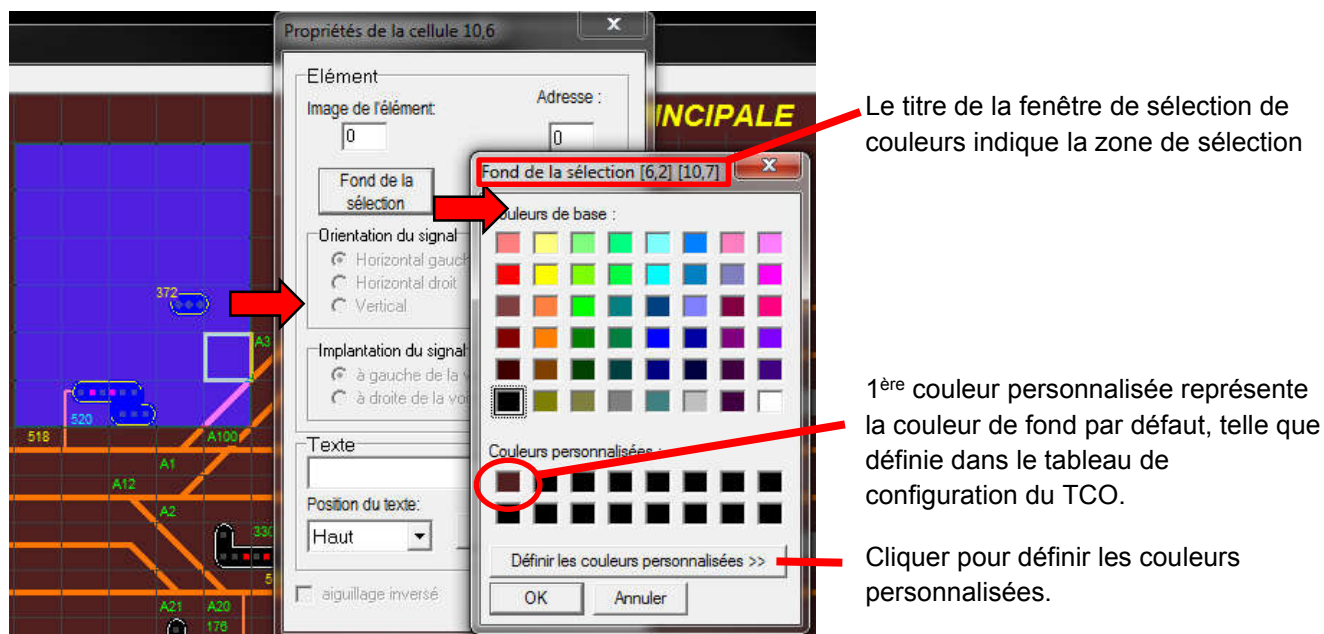 Propriétés de la cellule 10,6
x
Elément
Image de l'élément:
Adresse :
0
0
Fond de la
sélection
Orientation du signal
Horizontal gauch
Horizontal droit
Vertical
Implantation du signal
à gauche de la v
à droite de la voi
Texte
Position du texte:
Haut
aiguillage inversé
INCIPALE
Fond de la sélection [6,2] [10,7]
x
ouleurs de base :
Couleurs personnalisées :
Définir les couleurs personnalisées >>
OK
Annuler
372
A3
520
518
A100
A1
A12
A2
330
5
A21
A20
176
Le titre de la fenêtre de sélection de
couleurs indique la zone de sélection
1ère couleur personnalisée représente
la couleur de fond par défaut, telle que
définie dans le tableau de
configuration du TCO.
Cliquer pour définir les couleurs
personnalisées.